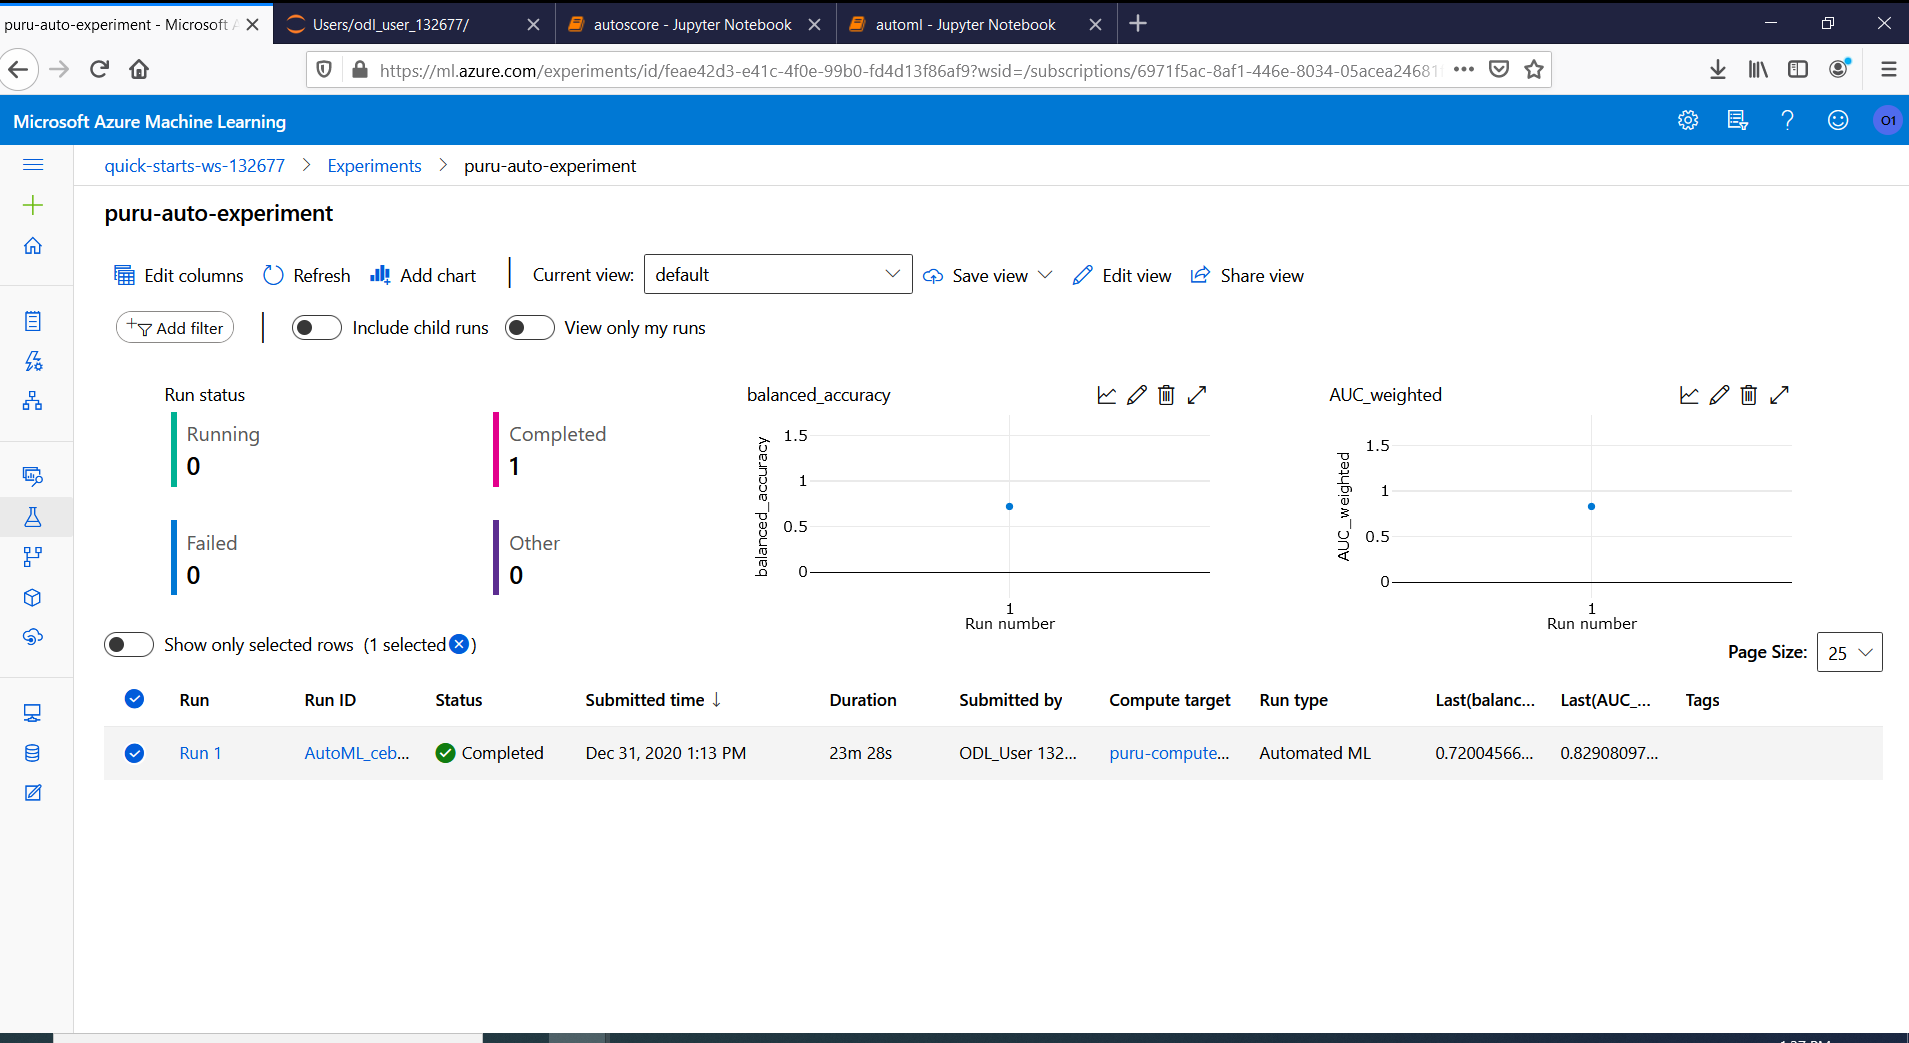 puru-auto-experiment - Microsoft A
Users/odl_user_132677/
autoscore - Jupyter Notebook
automl - Jupyter Notebook
https://ml.azure.com/experiments/id/feae42d3-e41c-4f0e-99b0-fd4d13f86af9?wsid=/subscriptions/6971f5ac-8af1-446e-8034-05acea24681
Microsoft Azure Machine Learning
O1
quick-starts-ws-132677 > Experiments > puru-auto-experiment
puru-auto-experiment
Edit columns Refresh Add chart Current view: default Save view Edit view Share view
Add filter Include child runs View only my runs
Run status
Running
0
Completed
1
Failed
0
Other
0
balanced_accuracy
balanced_accuracy
1.5
1
0.5
0
1
Run number
AUC_weighted
AUC_weighted
1.5
1
0.5
0
1
Run number
Show only selected rows (1 selected )
Page Size: 25
Run Run ID Status Submitted time ↓ Duration Submitted by Compute target Run type Last(balanc... Last(AUC_... Tags
Run 1 AutoML_ceb... Completed Dec 31, 2020 1:13 PM 23m 28s ODL_User 132... puru-compute... Automated ML 0.72004566... 0.82908097...